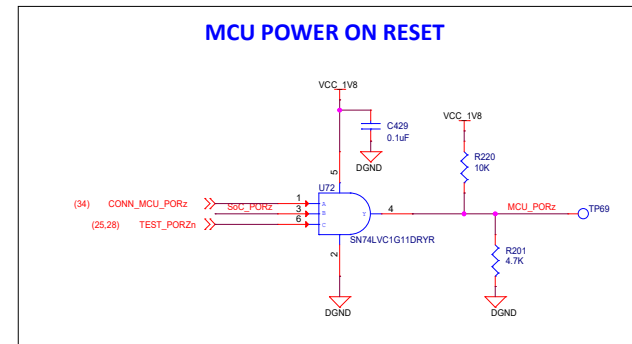 MCU POWER ON RESET
VCC_1V8
C429
0.1uF
DGND
VCC_1V8
R220
10K
5
U72
(34) CONN_MCU_PORz 1 A
SoC_PORz 3 B
(25,28) TEST_PORZn 6 C
Y 4
MCU_PORz
TP69
SN74LVC1G11DRYR
2
R201
4.7K
DGND
DGND